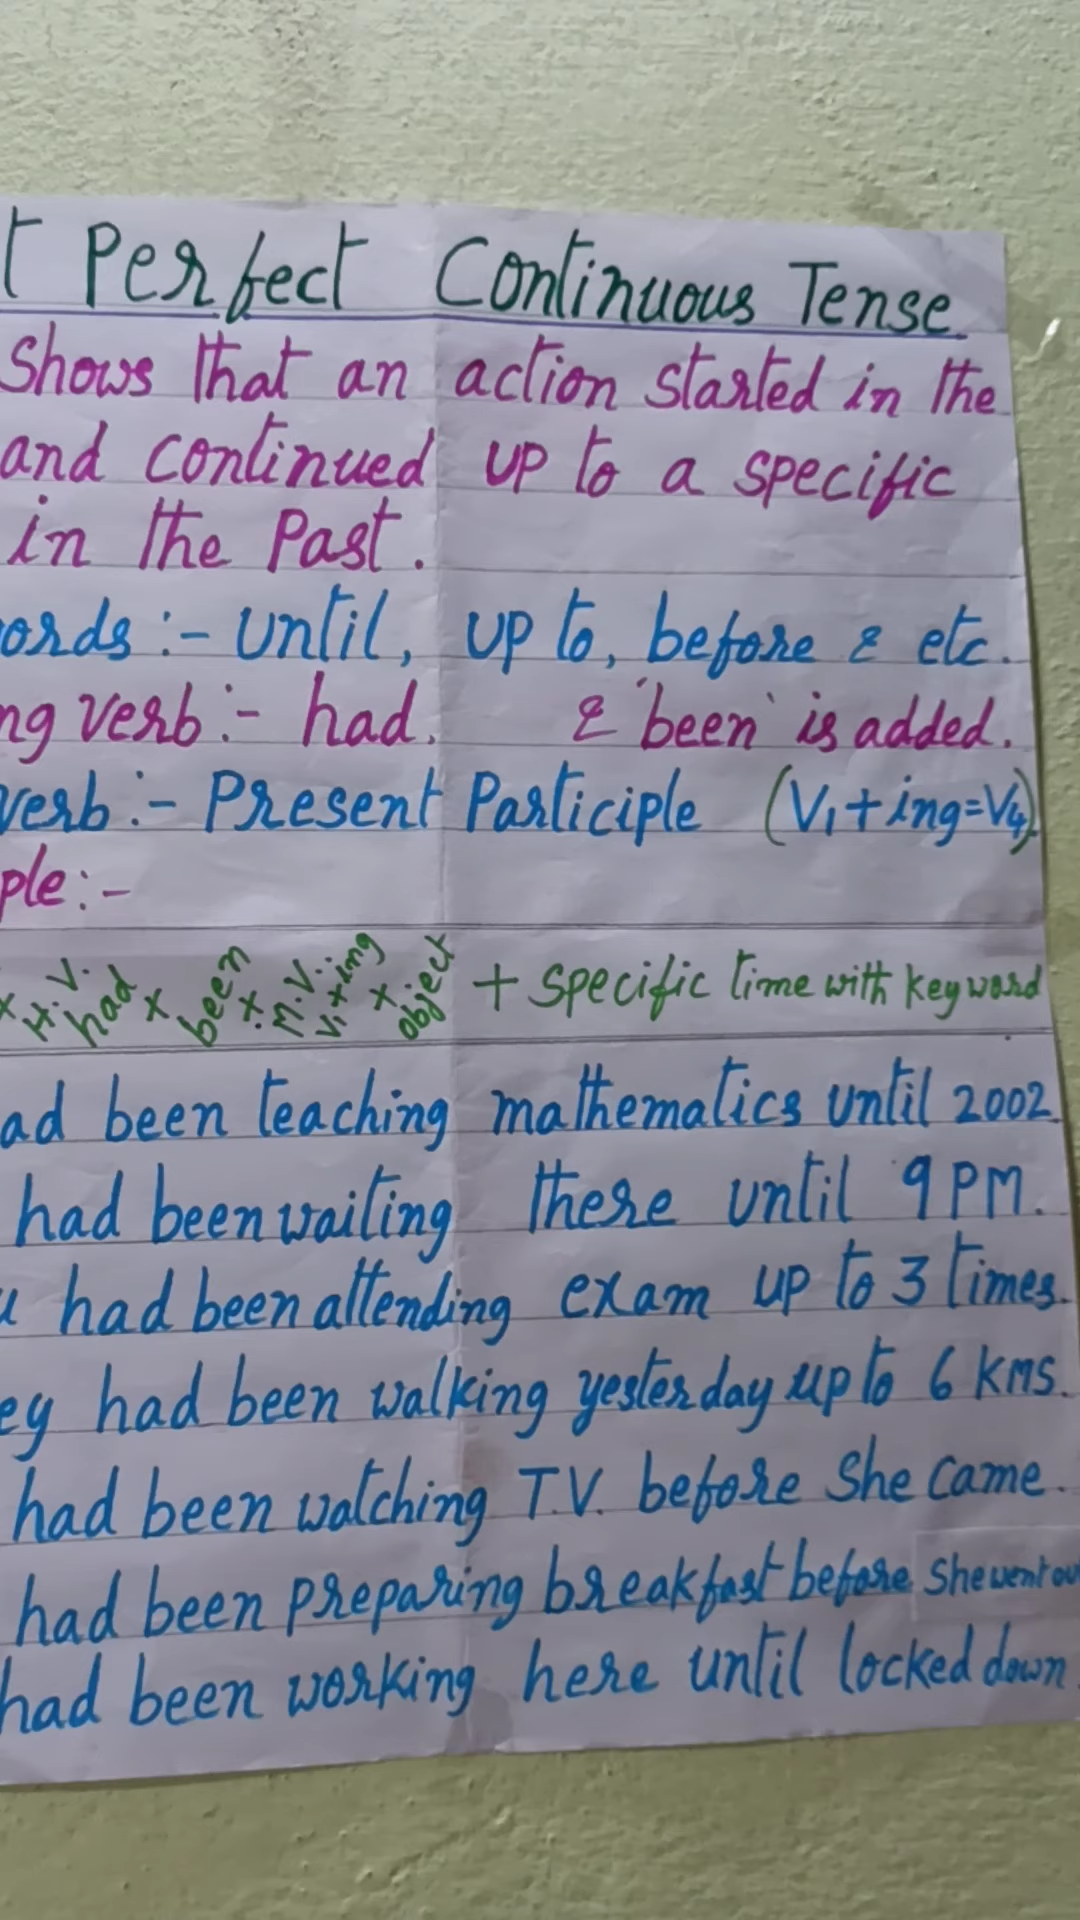 t Perfect Continuous Tense
Shows that an action started in the
and continued up to a specific
in the Past.
ords :- Until, up to, before & etc.
ng verb :- had. & 'been' is added.
verb :- Present Participle (V1 + ing = V4)
ple :-
x H.V. had x been x M.V. V1+ing x object + specific time with keyword
ad been teaching mathematics until 2002
had been waiting there until 9 PM.
u had been attending exam up to 3 times.
ey had been walking yesterday up to 6 kms.
had been watching T.V. before She came.
had been preparing breakfast before She went ou
had been working here until locked down.